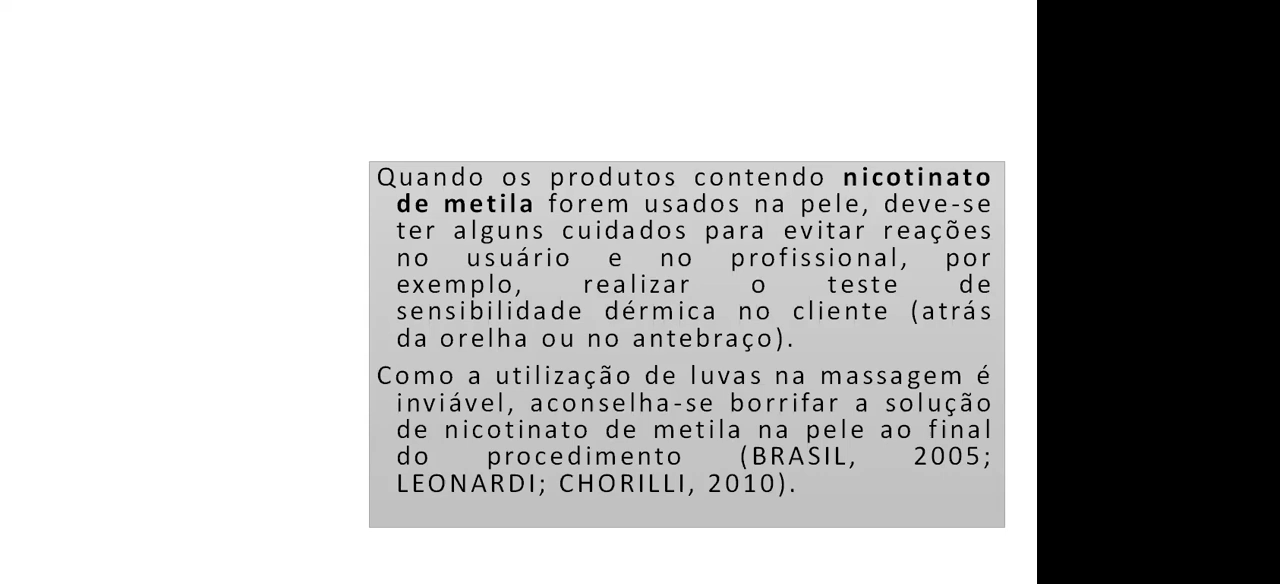 Quando os produtos contendo nicotinato
de metila forem usados na pele, deve-se
ter alguns cuidados para evitar reações
no usuário e no profissional, por
exemplo, realizar o teste de
sensibilidade dérmica no cliente (atrás
da orelha ou no antebraço).
Como a utilização de luvas na massagem é
inviável, aconselha-se borrifar a solução
de nicotinato de metila na pele ao final
do procedimento (BRASIL, 2005;
LEONARDI; CHORILLI, 2010).